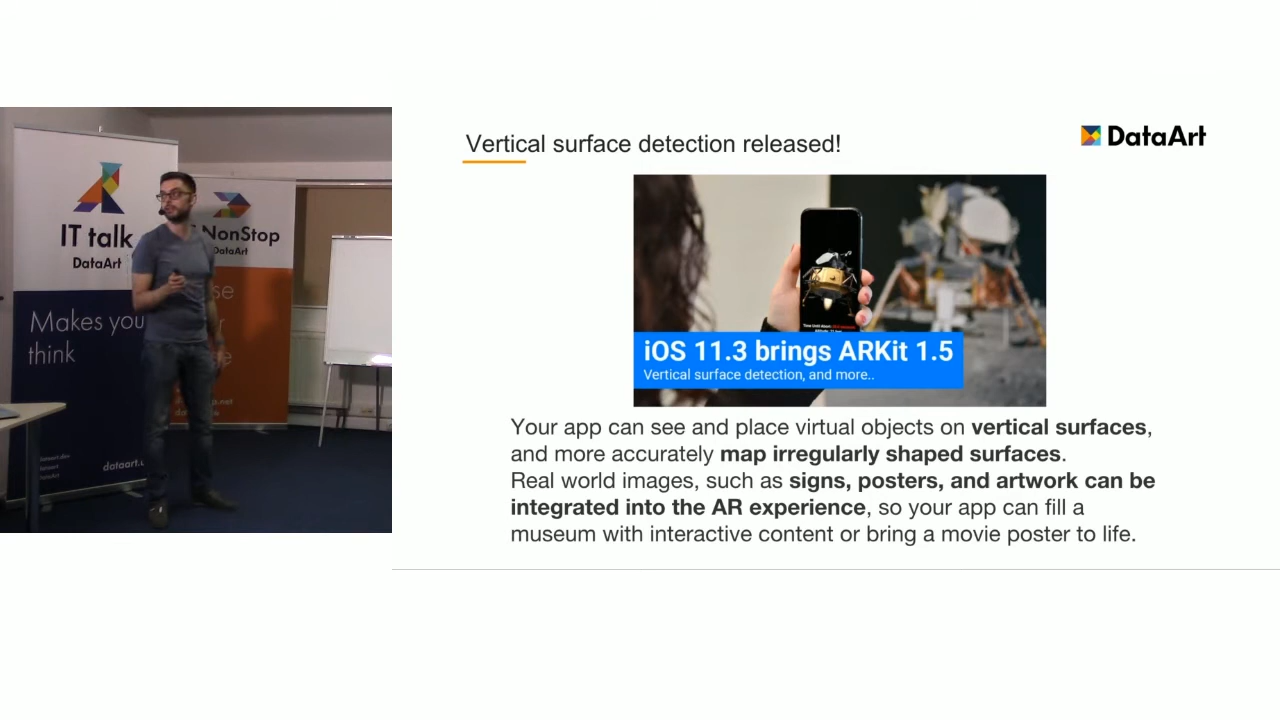 IT talk
DataArt
Makes you
think
NonStop
DataArt
se
dataart.
Vertical surface detection released!
DataArt
iOS 11.3 brings ARKit 1.5
Vertical surface detection, and more..
Your app can see and place virtual objects on vertical surfaces,
and more accurately map irregularly shaped surfaces.
Real world images, such as signs, posters, and artwork can be
integrated into the AR experience, so your app can fill a
museum with interactive content or bring a movie poster to life.